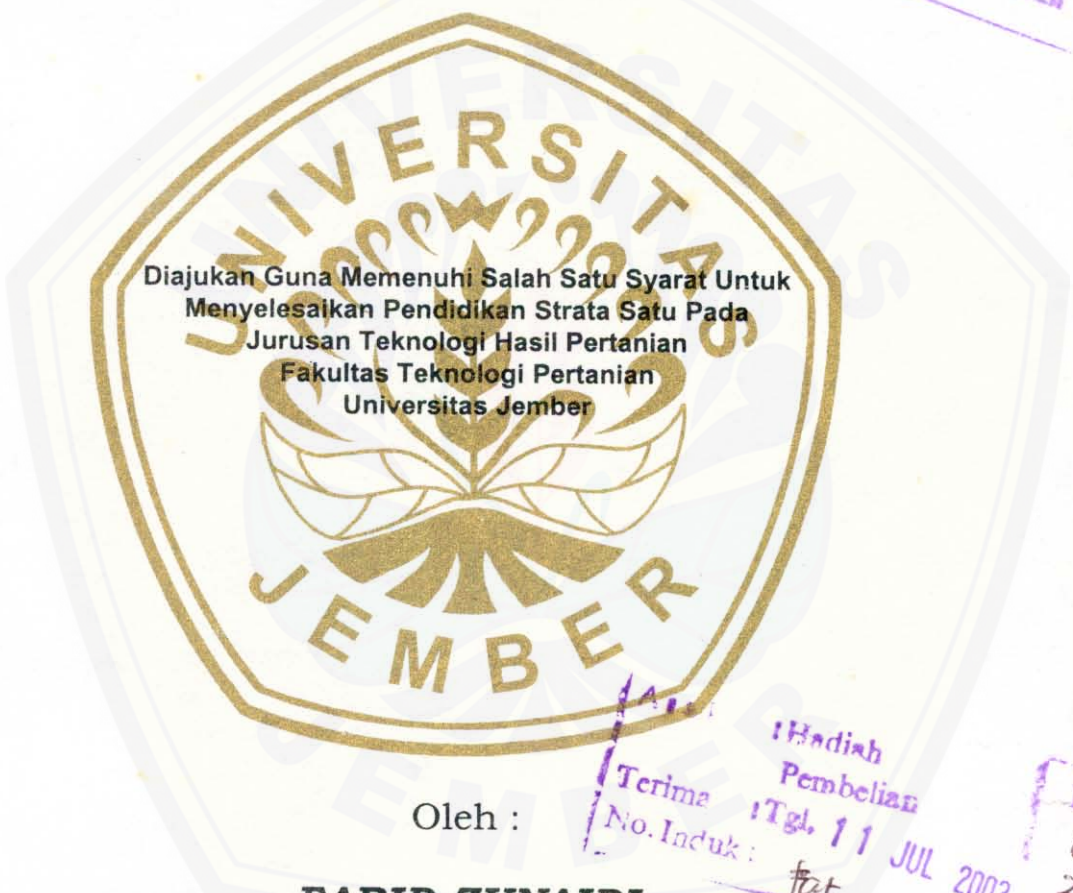 UNIVERSITAS
Diajukan Guna Memenuhi Salah Satu Syarat Untuk
Menyelesaikan Pendidikan Strata Satu Pada
Jurusan Teknologi Hasil Pertanian
Fakultas Teknologi Pertanian
Universitas Jember
JEMBER
Oleh :
: Hadiah
Pembelian
Terima : Tgl. 11 JUL
No. Induk :